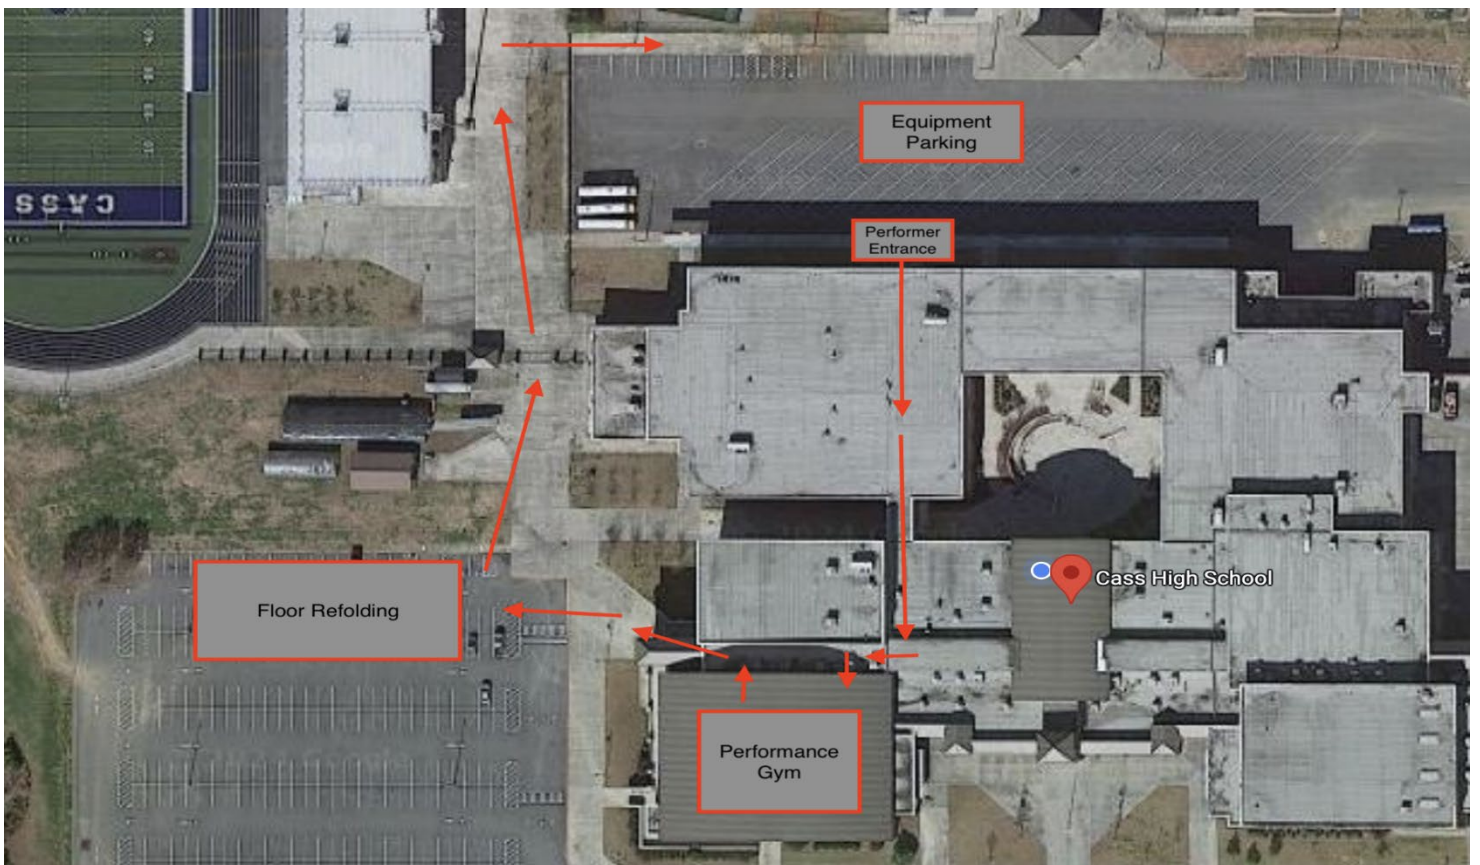 Equipment
Parking
CASS
Performer
Entrance
Cass High School
Floor Refolding
Performance
Gym